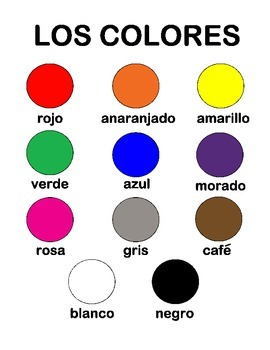 LOS COLORES
rojo anaranjado amarillo
verde azul morado
rosa gris café
blanco negro